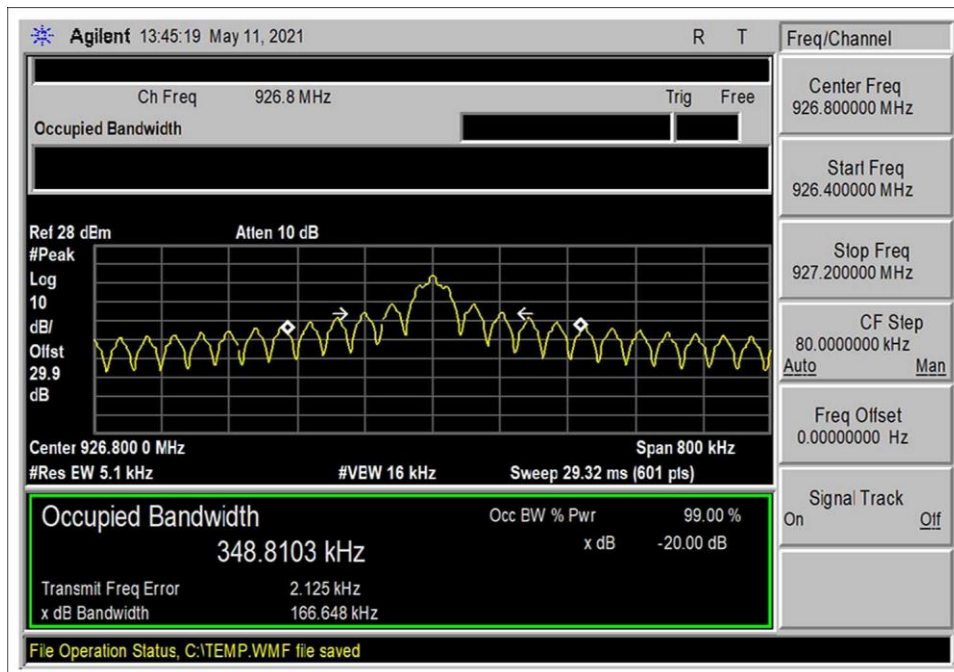 Agilent 13:45:19 May 11, 2021 R T
Freq/Channel
Ch Freq 926.8 MHz Trig Free
Occupied Bandwidth
Center Freq
926.800000 MHz
Start Freq
926.400000 MHz
Stop Freq
927.200000 MHz
CF Step
80.0000000 kHz
Auto Man
Freq Offset
0.00000000 Hz
Signal Track
On Off
Ref 28 dBm Atten 10 dB
#Peak
Log
10
dB/
Offst
29.9
dB
Center 926.800 0 MHz Span 800 kHz
#Res BW 5.1 kHz #VBW 16 kHz Sweep 29.32 ms (601 pts)
Occupied Bandwidth
348.8103 kHz
Occ BW % Pwr 99.00 %
x dB -20.00 dB
Transmit Freq Error 2.125 kHz
x dB Bandwidth 166.648 kHz
File Operation Status, C:\TEMP.WMF file saved